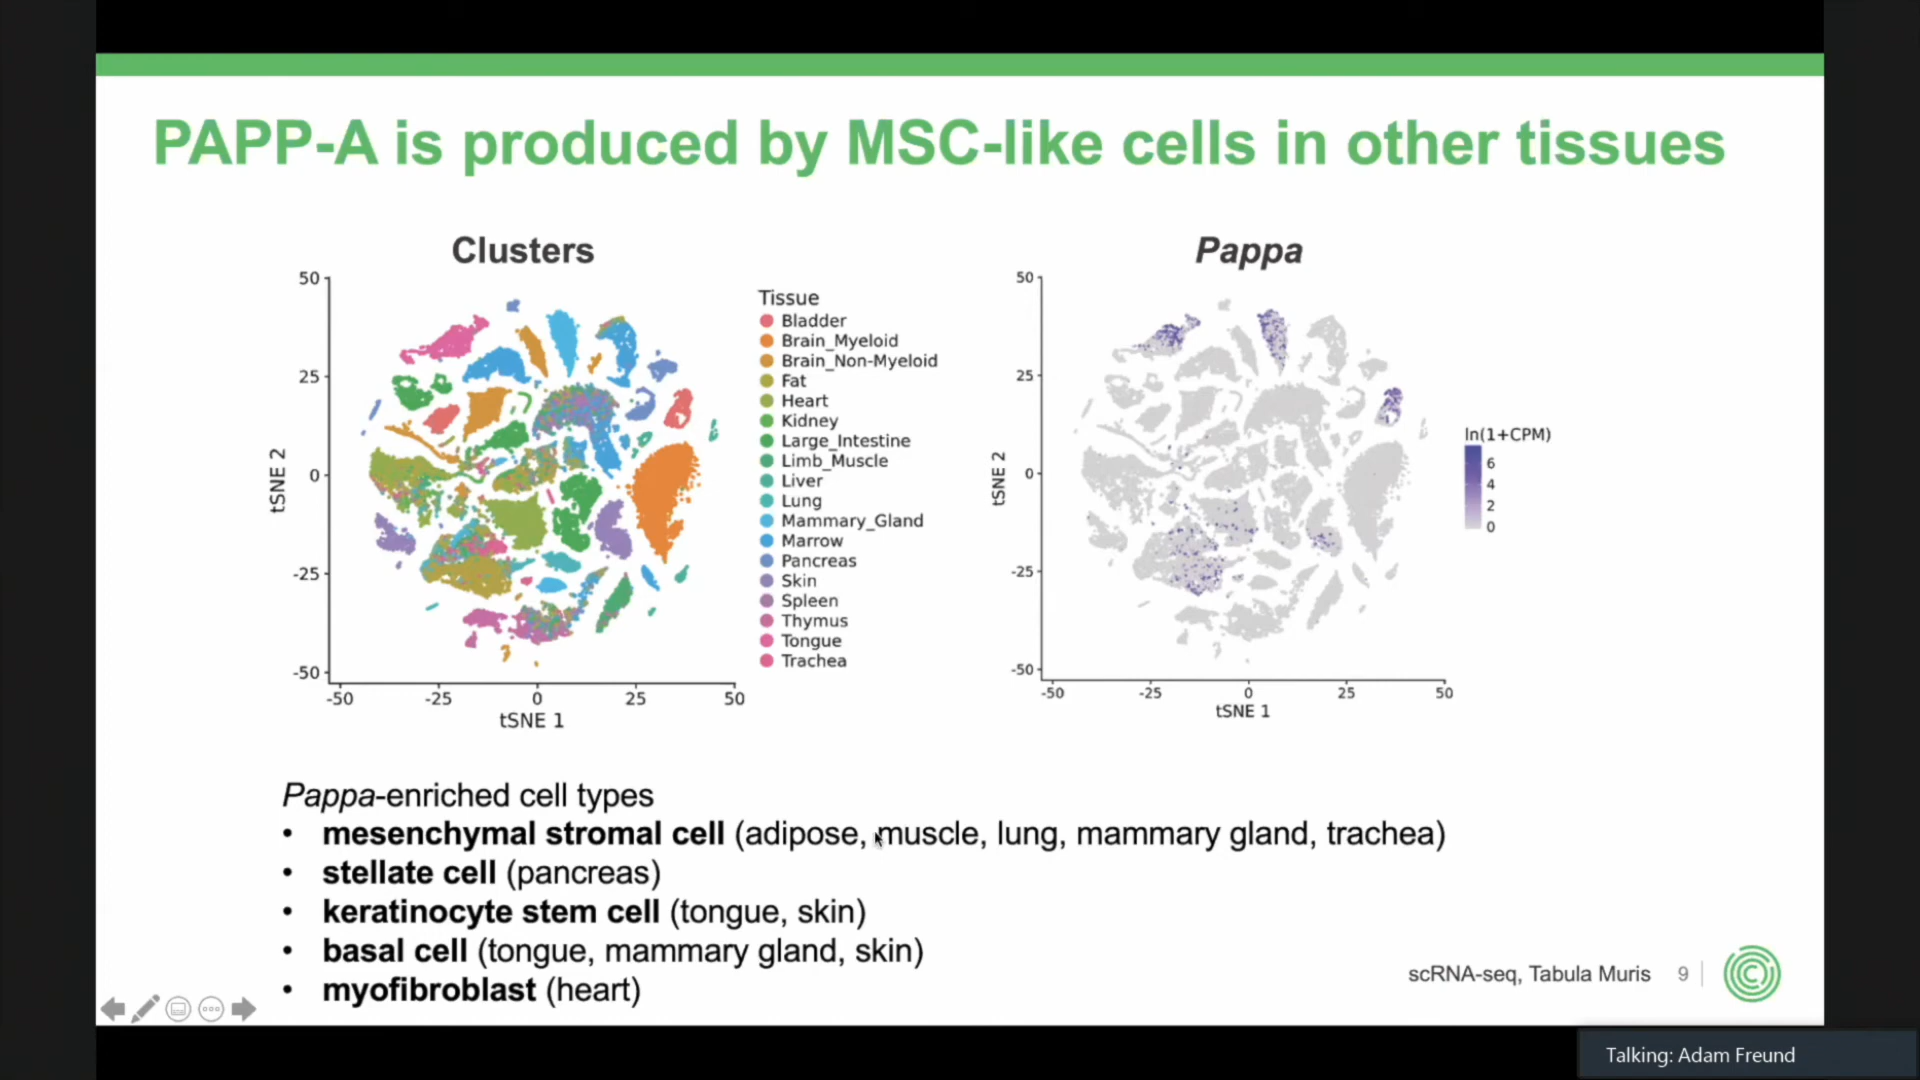 PAPP-A is produced by MSC-like cells in other tissues
Clusters
50
25
0
-25
-50
tSNE 2
-50 -25 0 25 50
tSNE 1
Tissue
Bladder
Brain_Myeloid
Brain_Non-Myeloid
Fat
Heart
Kidney
Large_Intestine
Limb_Muscle
Liver
Lung
Mammary_Gland
Marrow
Pancreas
Skin
Spleen
Thymus
Tongue
Trachea
Pappa
50
25
0
-25
-50
tSNE 2
-50 -25 0 25 50
tSNE 1
ln(1+CPM)
6
4
2
0
Pappa-enriched cell types
• mesenchymal stromal cell (adipose, muscle, lung, mammary gland, trachea)
• stellate cell (pancreas)
• keratinocyte stem cell (tongue, skin)
• basal cell (tongue, mammary gland, skin)
• myofibroblast (heart)
scRNA-seq, Tabula Muris 9
Talking: Adam Freund